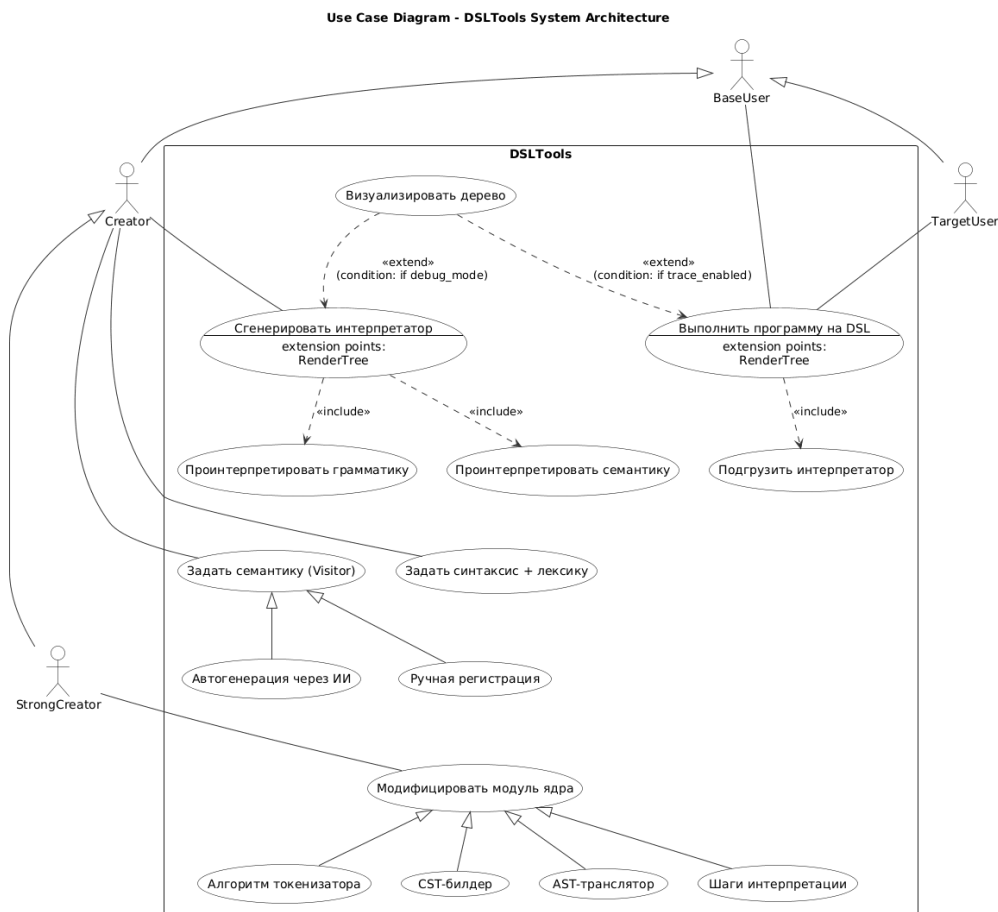 Use Case Diagram - DSLTools System Architecture
BaseUser
DSLTools
Creator
TargetUser
Визуализировать дерево
«extend»
(condition: if debug_mode)
«extend»
(condition: if trace_enabled)
Сгенерировать интерпретатор
extension points:
RenderTree
Выполнить программу на DSL
extension points:
RenderTree
«include»
«include»
«include»
Проинтерпретировать грамматику
Проинтерпретировать семантику
Подгрузить интерпретатор
Задать семантику (Visitor)
Задать синтаксис + лексику
Автогенерация через ИИ
Ручная регистрация
StrongCreator
Модифицировать модуль ядра
Алгоритм токенизатора
CST-билдер
AST-транслятор
Шаги интерпретации